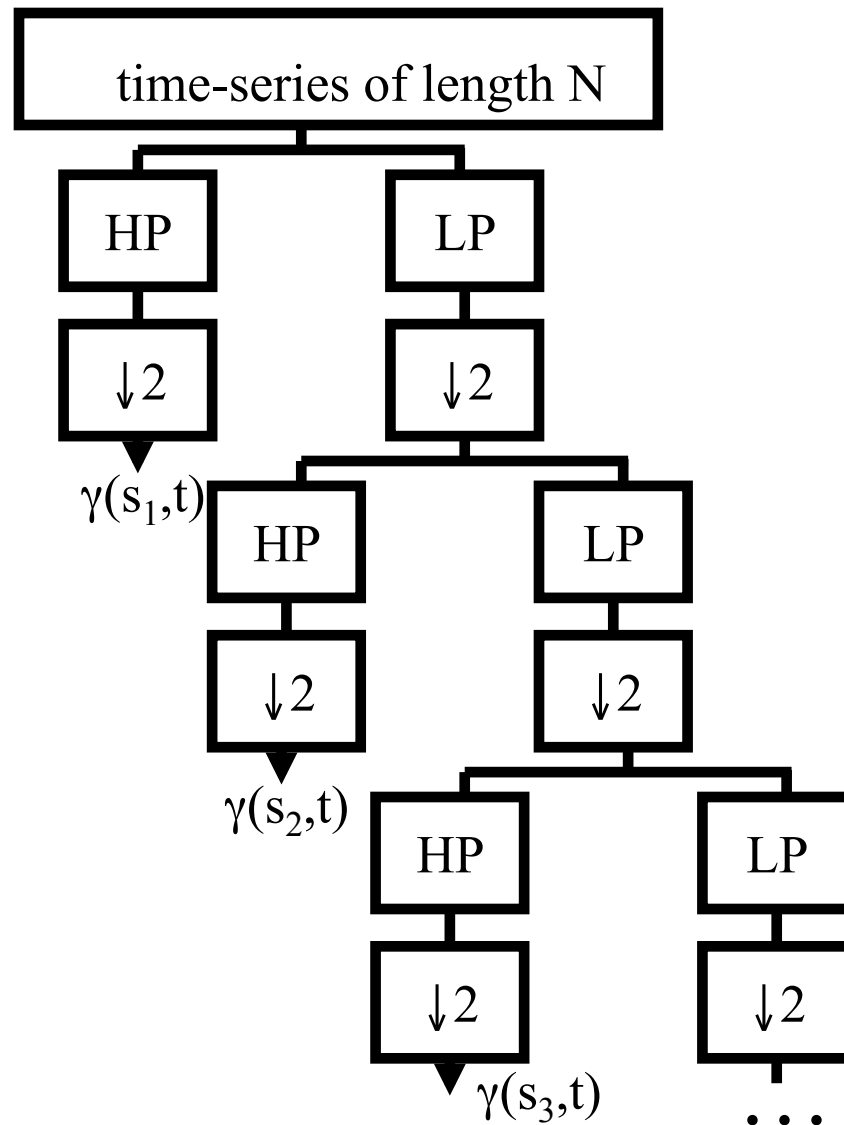 time-series of length N
HP LP
↓2 ↓2
γ(s₁,t)
HP LP
↓2 ↓2
γ(s₂,t)
HP LP
↓2 ↓2
γ(s₃,t)
...